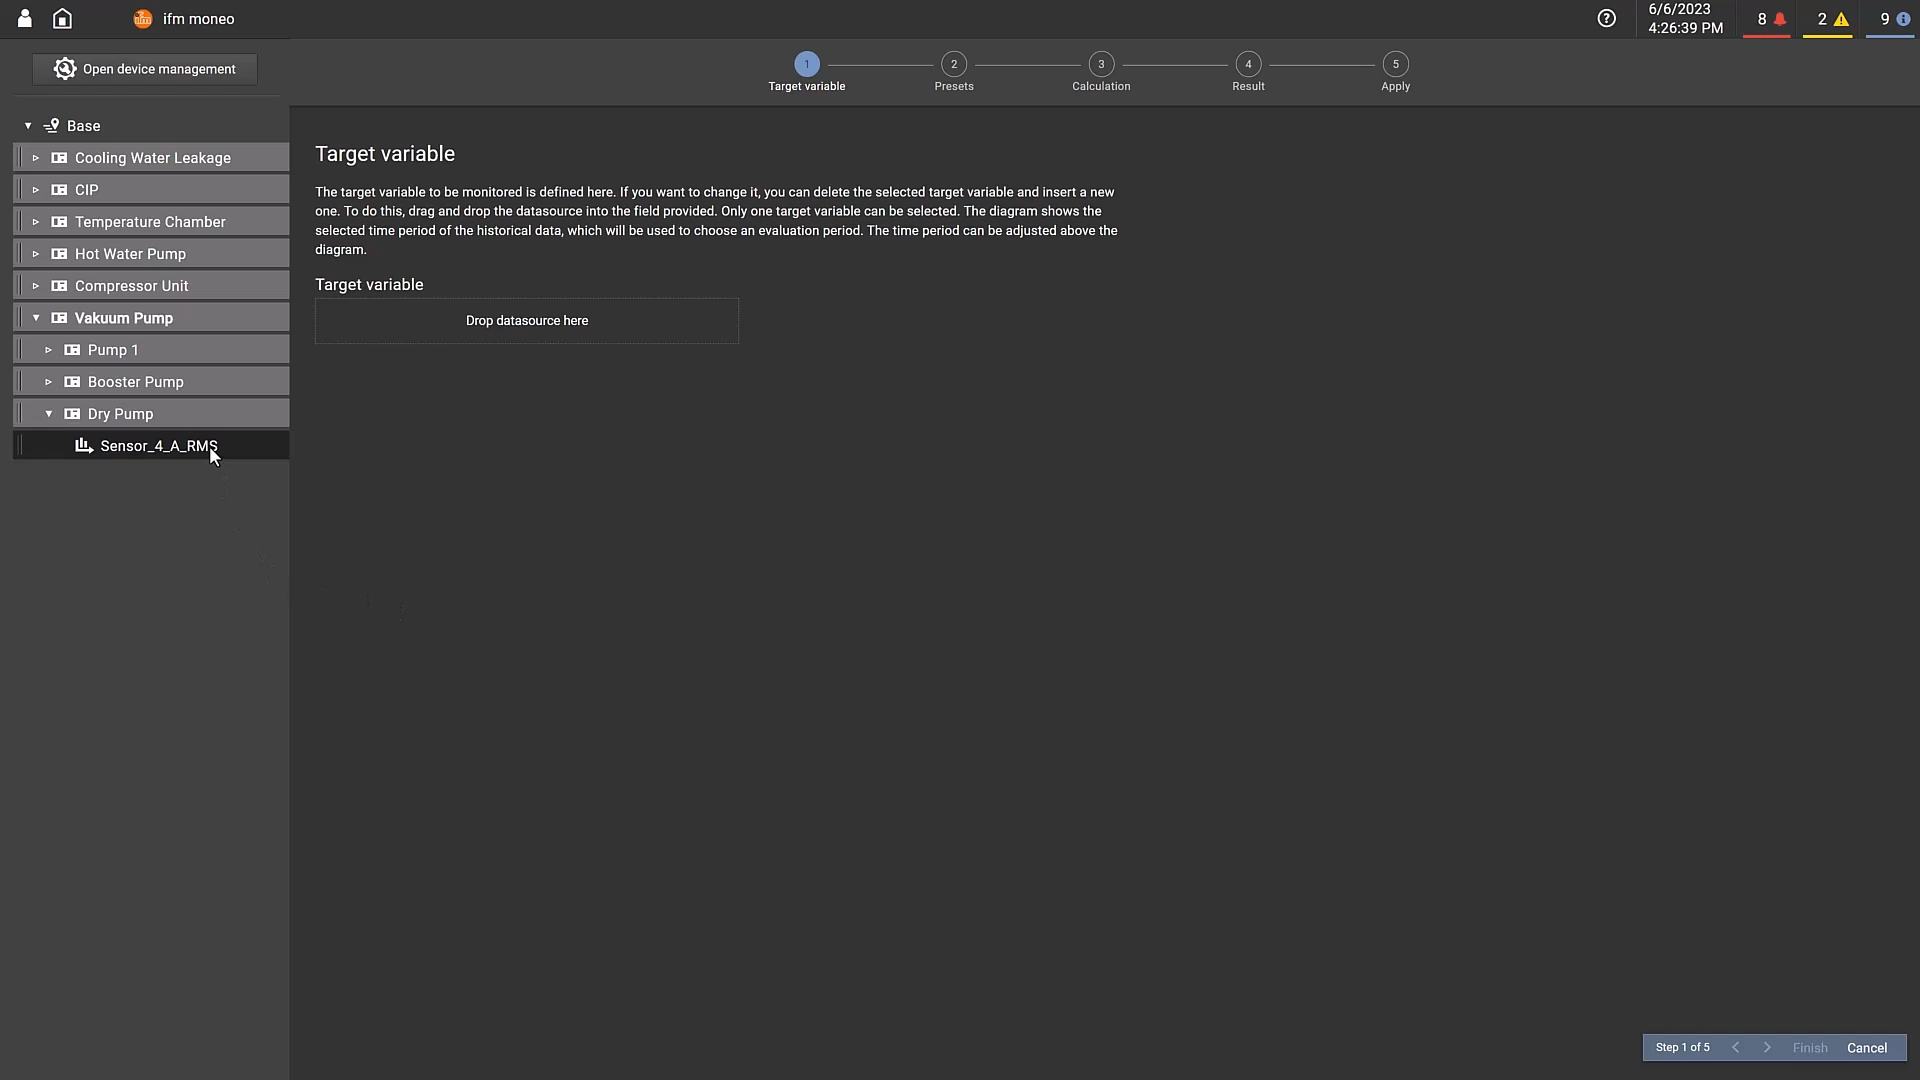 ifm moneo
6/6/2023
4:26:39 PM
8
2
9
Open device management
1
2
3
4
5
Target variable
Presets
Calculation
Result
Apply
Base
Cooling Water Leakage
CIP
Temperature Chamber
Hot Water Pump
Compressor Unit
Vakuum Pump
Pump 1
Booster Pump
Dry Pump
Sensor_4_A_RMS
Target variable
The target variable to be monitored is defined here. If you want to change it, you can delete the selected target variable and insert a new
one. To do this, drag and drop the datasource into the field provided. Only one target variable can be selected. The diagram shows the
selected time period of the historical data, which will be used to choose an evaluation period. The time period can be adjusted above the
diagram.
Target variable
Drop datasource here
Step 1 of 5
Finish
Cancel